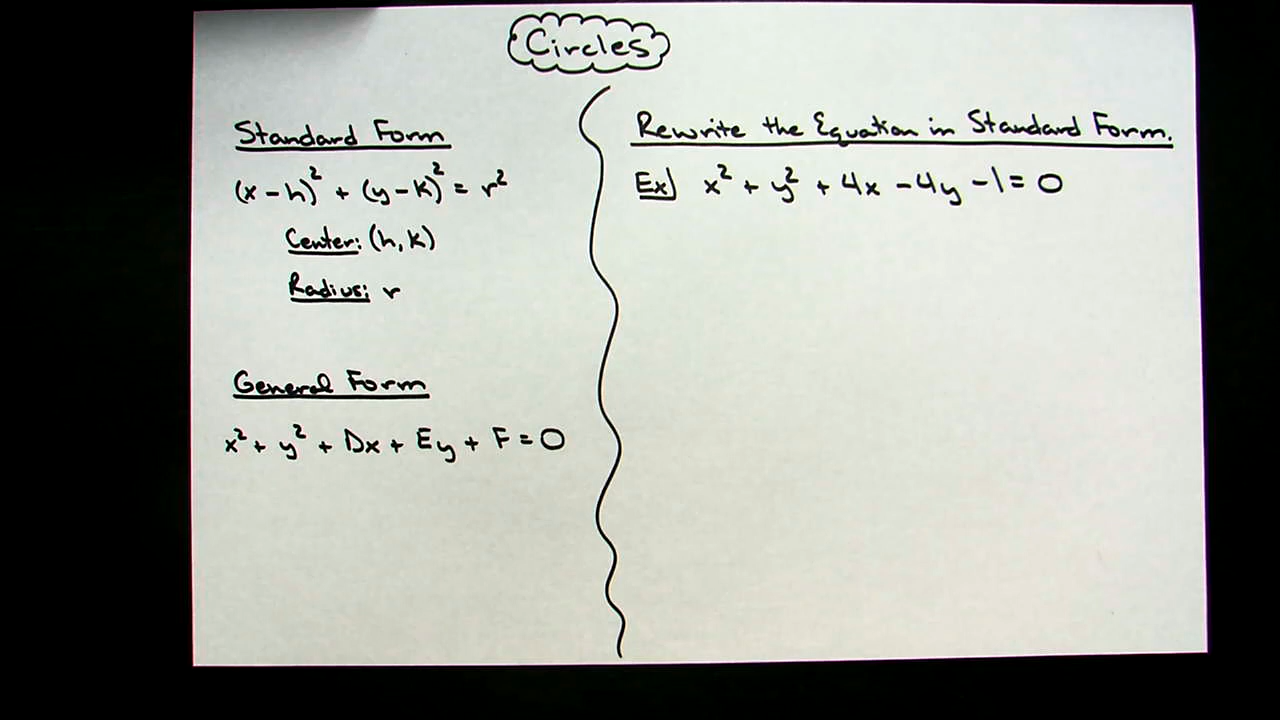 Circles
Standard Form
(x-h)² + (y-k)² = r²
Center: (h, k)
Radius: r
General Form
x² + y² + Dx + Ey + F = 0
Rewrite the Equation in Standard Form.
Ex) x² + y² + 4x - 4y - 1 = 0